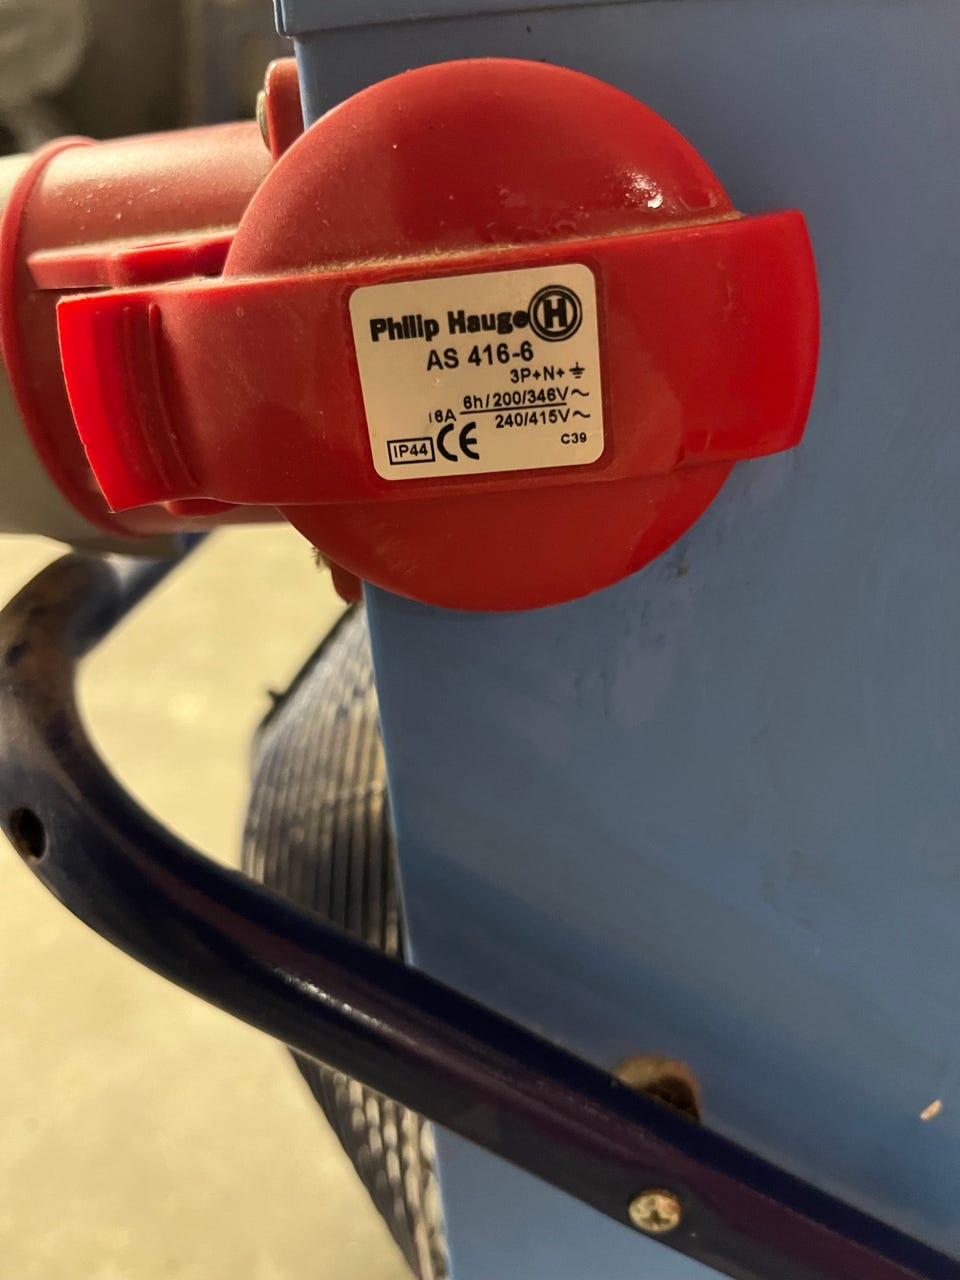 Philip Hauge H
AS 416-6
3P+N+⏚
6h/200/346V~
16A
240/415V~
IP44 CE C39